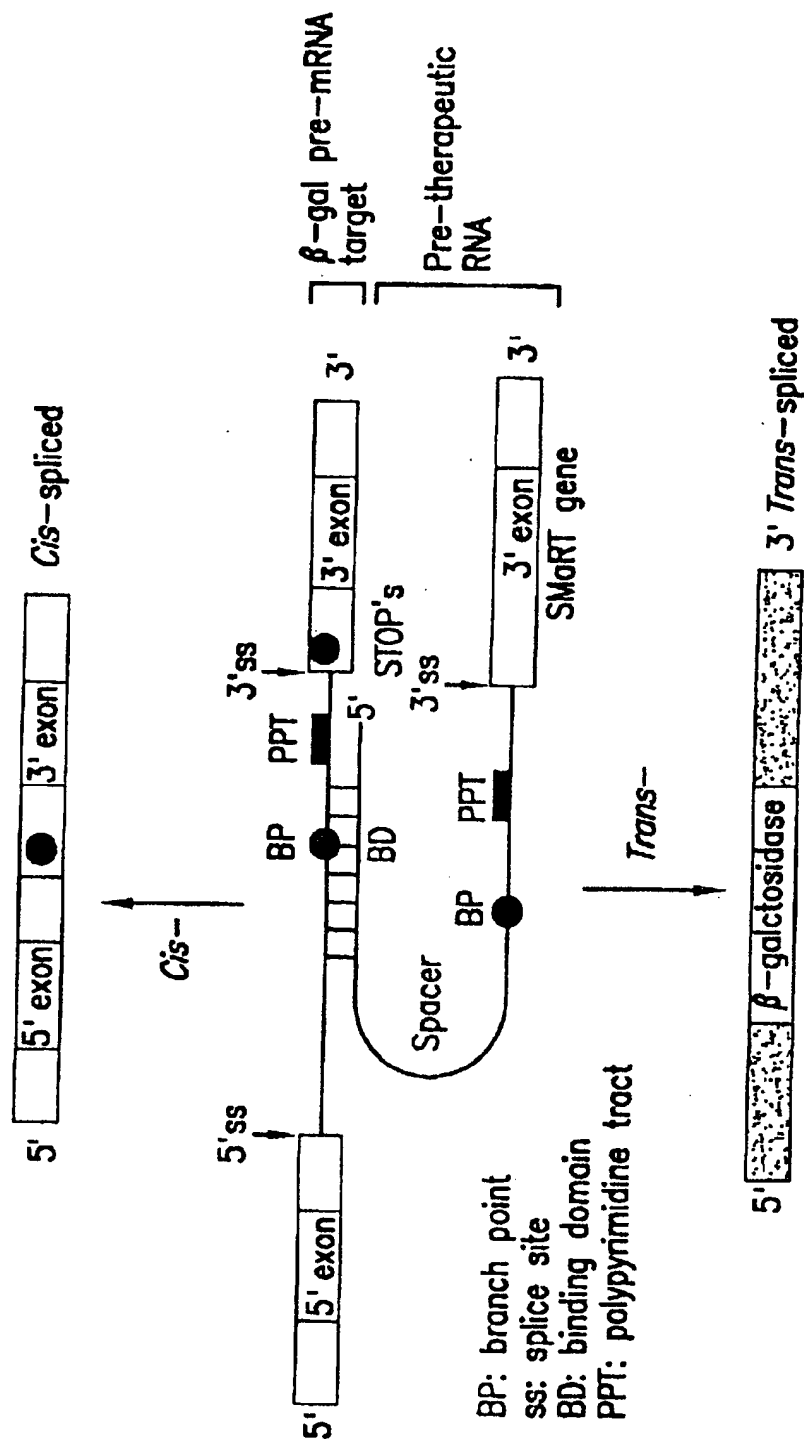 5' 5' exon 3' exon Cis-spliced
Cis-
5' 5' exon 5'ss BP PPT 3'ss 3' exon 3'
β-gal pre-mRNA
target
BD 5' STOP's
Pre-therapeutic
RNA
Spacer BP PPT 3'ss 3' exon 3'
SMaRT gene
BP: branch point
ss: splice site
BD: binding domain
PPT: polypyrimidine tract
Trans-
5' β-galctosidase 3' Trans-spliced